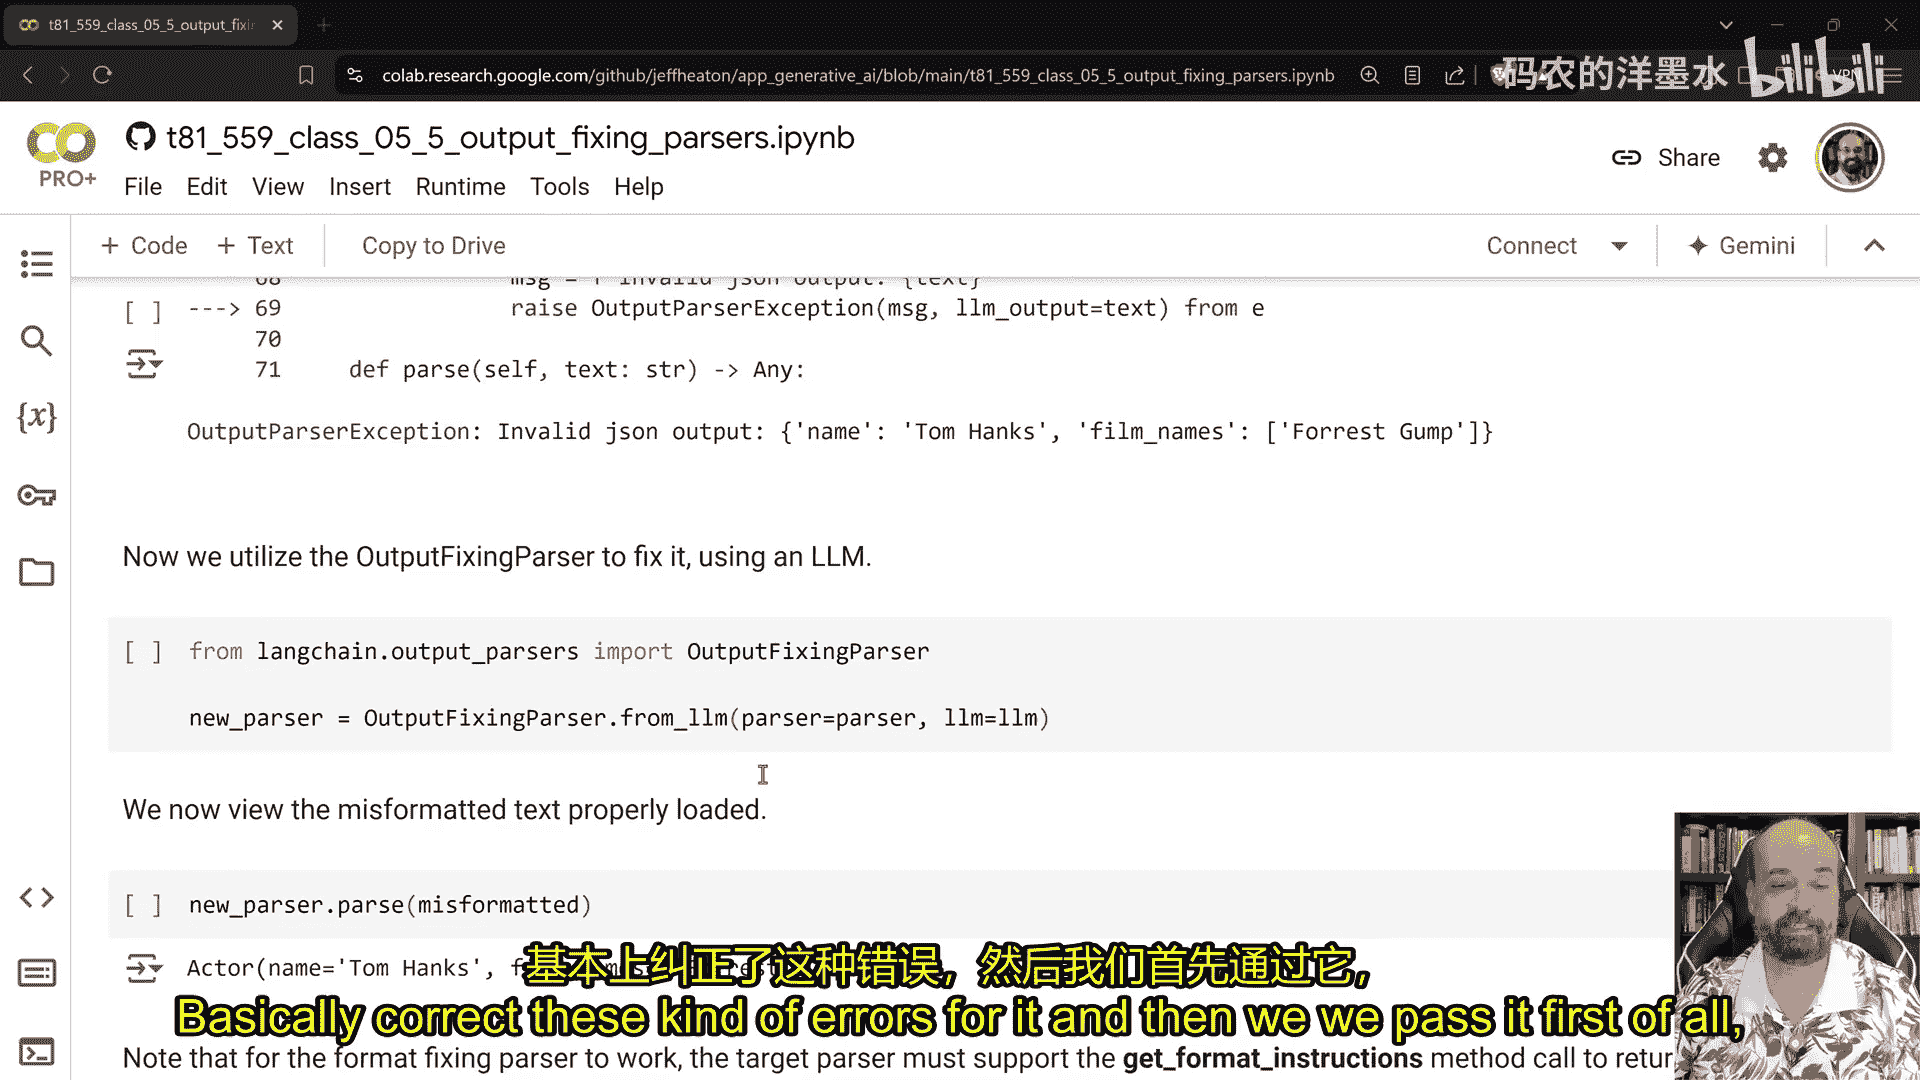 t81_559_class_05_5_output_fixi
colab.research.google.com/github/jeffheaton/app_generative_ai/blob/main/t81_559_class_05_5_output_fixing_parsers.ipynb
码农的洋墨水 bilibili
VPN
PRO+
t81_559_class_05_5_output_fixing_parsers.ipynb
Share
File Edit View Insert Runtime Tools Help
+ Code + Text Copy to Drive Connect Gemini
68 msg = f"Invalid json output: {text}"
[ ] ---> 69 raise OutputParserException(msg, llm_output=text) from e
70
71 def parse(self, text: str) -> Any:
OutputParserException: Invalid json output: {'name': 'Tom Hanks', 'film_names': ['Forrest Gump']}
Now we utilize the OutputFixingParser to fix it, using an LLM.
[ ] from langchain.output_parsers import OutputFixingParser
new_parser = OutputFixingParser.from_llm(parser=parser, llm=llm)
We now view the misformatted text properly loaded.
[ ] new_parser.parse(misformatted)
Actor(name='Tom Hanks',
基本上纠正了这种错误，然后我们首先通过它，
Basically correct these kind of errors for it and then we we pass it first of all,
Note that for the format fixing parser to work, the target parser must support the get_format_instructions method call to retur